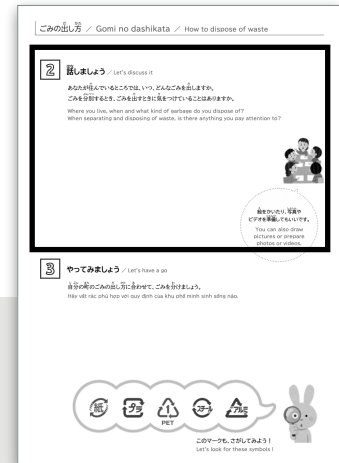 ごみの出し方 / Gomi no dashikata / How to dispose of waste
2 話しましょう / Let's discuss it
あなたが住んでいるところでは、いつ、どんなごみを出しますか。
ごみを分別するとき、ごみを出すときに気をつけていることはありますか。
Where you live, when and what kind of garbage do you dispose of?
When separating and disposing of waste, is there anything you pay attention to?
絵をかいたり、写真や
ビデオを準備してもいいです。
You can also draw
pictures or prepare
photos or videos.
3 やってみましょう / Let's have a go
自分の町のごみの出し方に合わせて、ごみを分けましょう。
Hãy vứt rác phù hợp với quy định của khu phố mình sinh sống nào.
紙 プラ 1 スチール アルミ
PET
このマークも、さがしてみよう！
Let's look for these symbols !